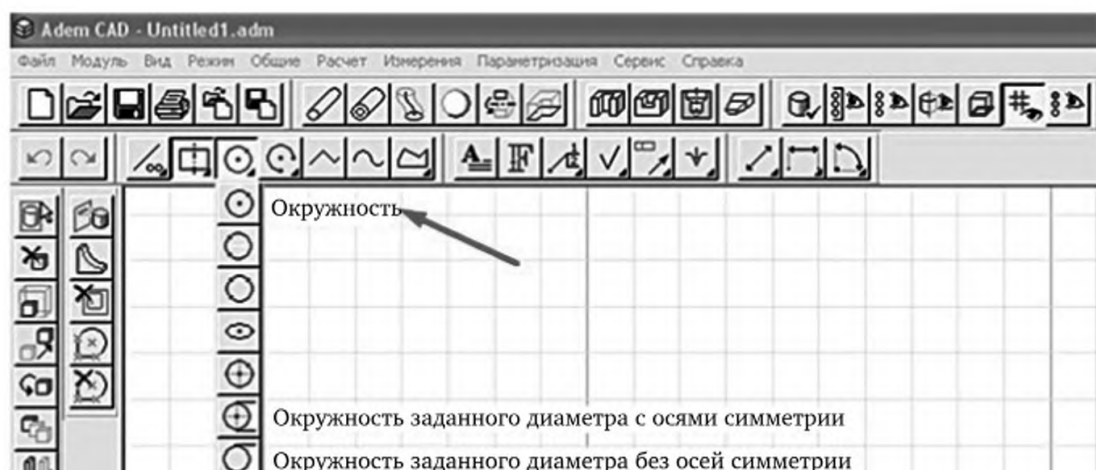 Adem CAD - Untitled1.adm
Файл Модуль Вид Режим Общие Расчет Измерения Параметризация Сервис Справка
Окружность
Окружность заданного диаметра с осями симметрии
Окружность заданного диаметра без осей симметрии